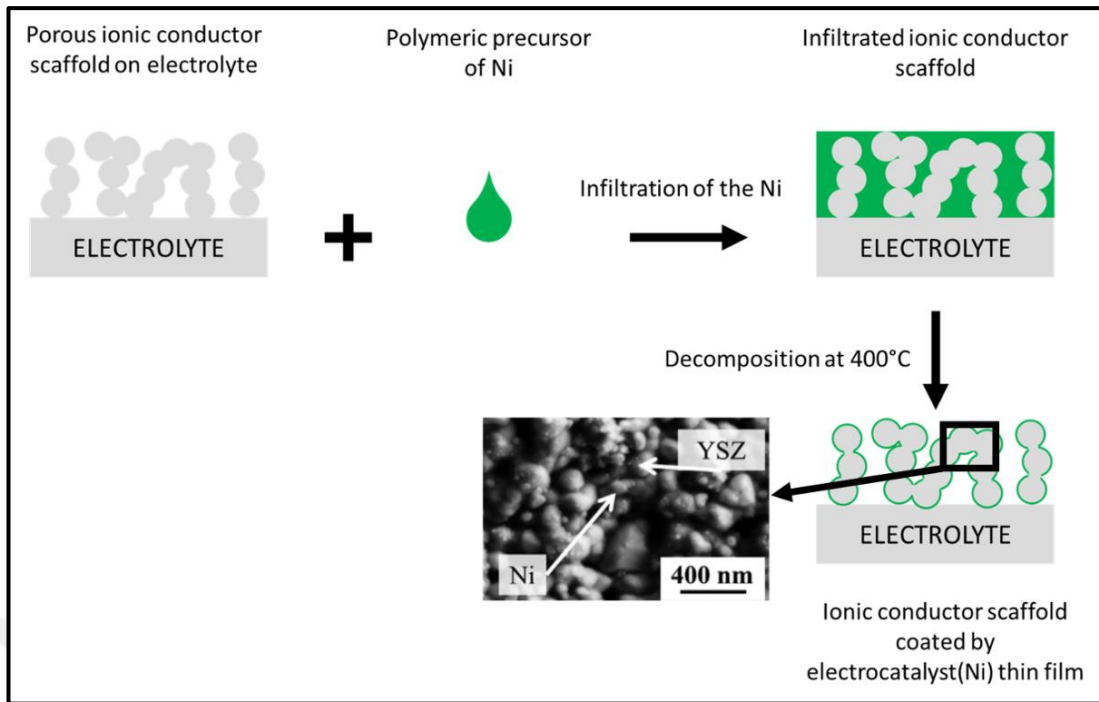 Porous ionic conductor
scaffold on electrolyte
Polymeric precursor
of Ni
Infiltrated ionic conductor
scaffold
ELECTROLYTE
+
Infiltration of the Ni
ELECTROLYTE
Decomposition at 400°C
YSZ
Ni
400 nm
ELECTROLYTE
Ionic conductor scaffold
coated by
electrocatalyst(Ni) thin film